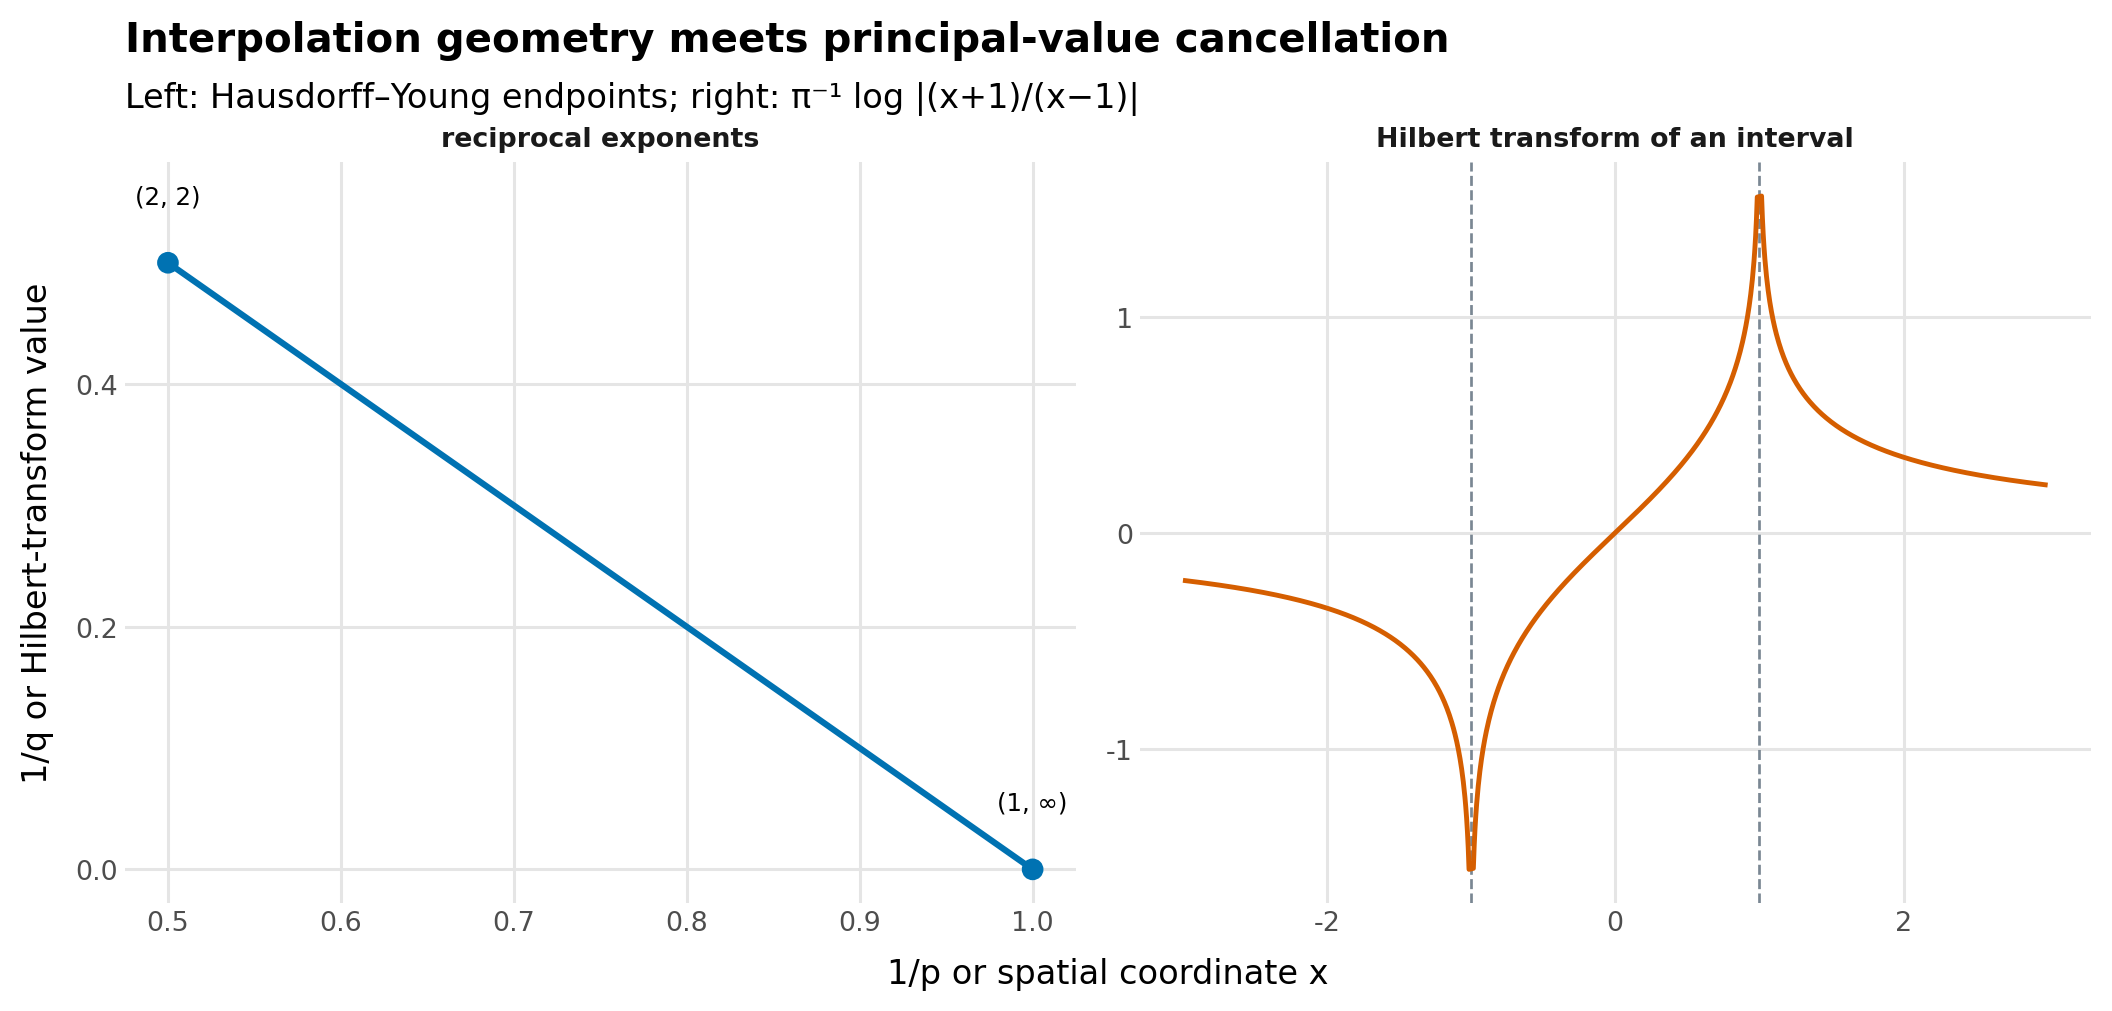 Interpolation geometry meets principal-value cancellation
Left: Hausdorff–Young endpoints; right: π⁻¹ log |(x+1)/(x−1)|
reciprocal exponents
Hilbert transform of an interval
1/q or Hilbert-transform value
(2, 2)
(1, ∞)
0.4
0.2
0.0
0.5 0.6 0.7 0.8 0.9 1.0
1
0
-1
-2 0 2
1/p or spatial coordinate x